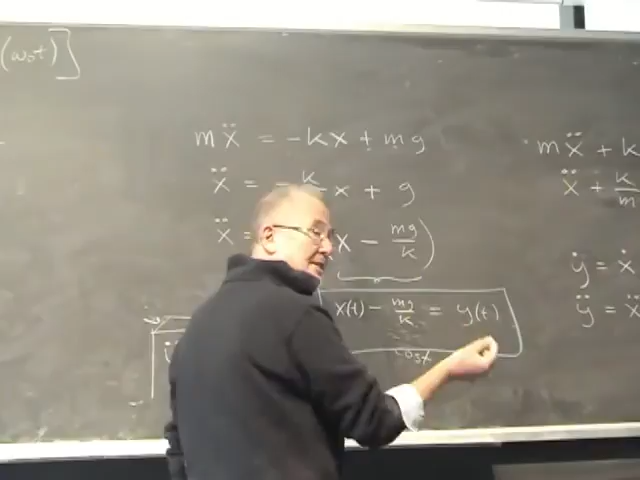 (ω₀t)]
mẍ = -kx + mg
ẍ = k x + g
ẍ = x - mg/k )
x(t) - mg/k = y(t)
const
mẍ + k
ẍ + k/m
ẏ = ẋ
ÿ = ẍ